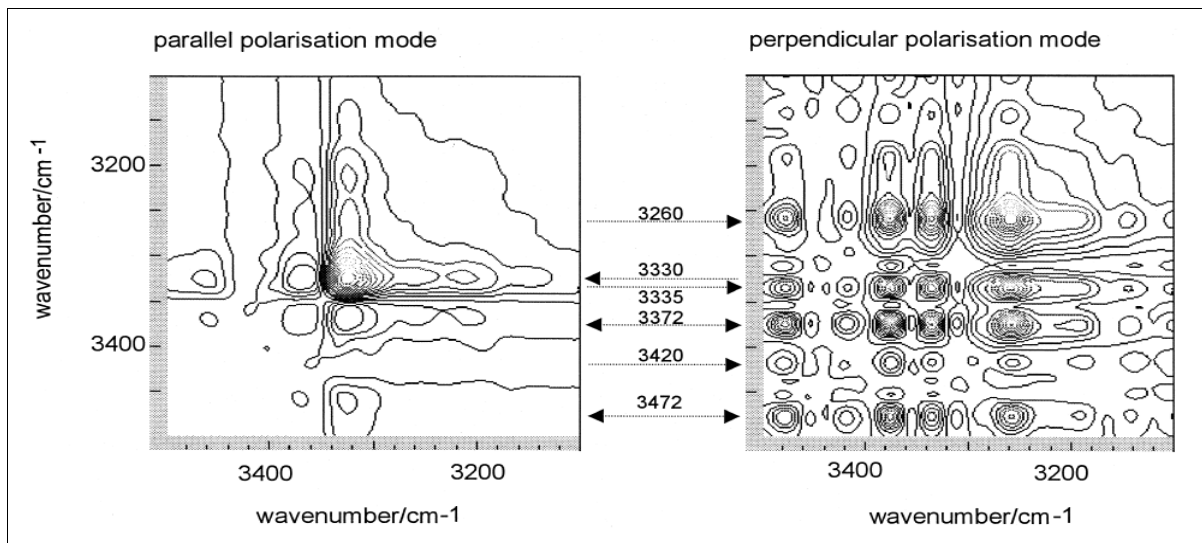 parallel polarisation mode
perpendicular polarisation mode
wavenumber/cm-1
3200
3400
3400
3200
wavenumber/cm-1
3260
3330
3335
3372
3420
3472
3400
3200
wavenumber/cm-1